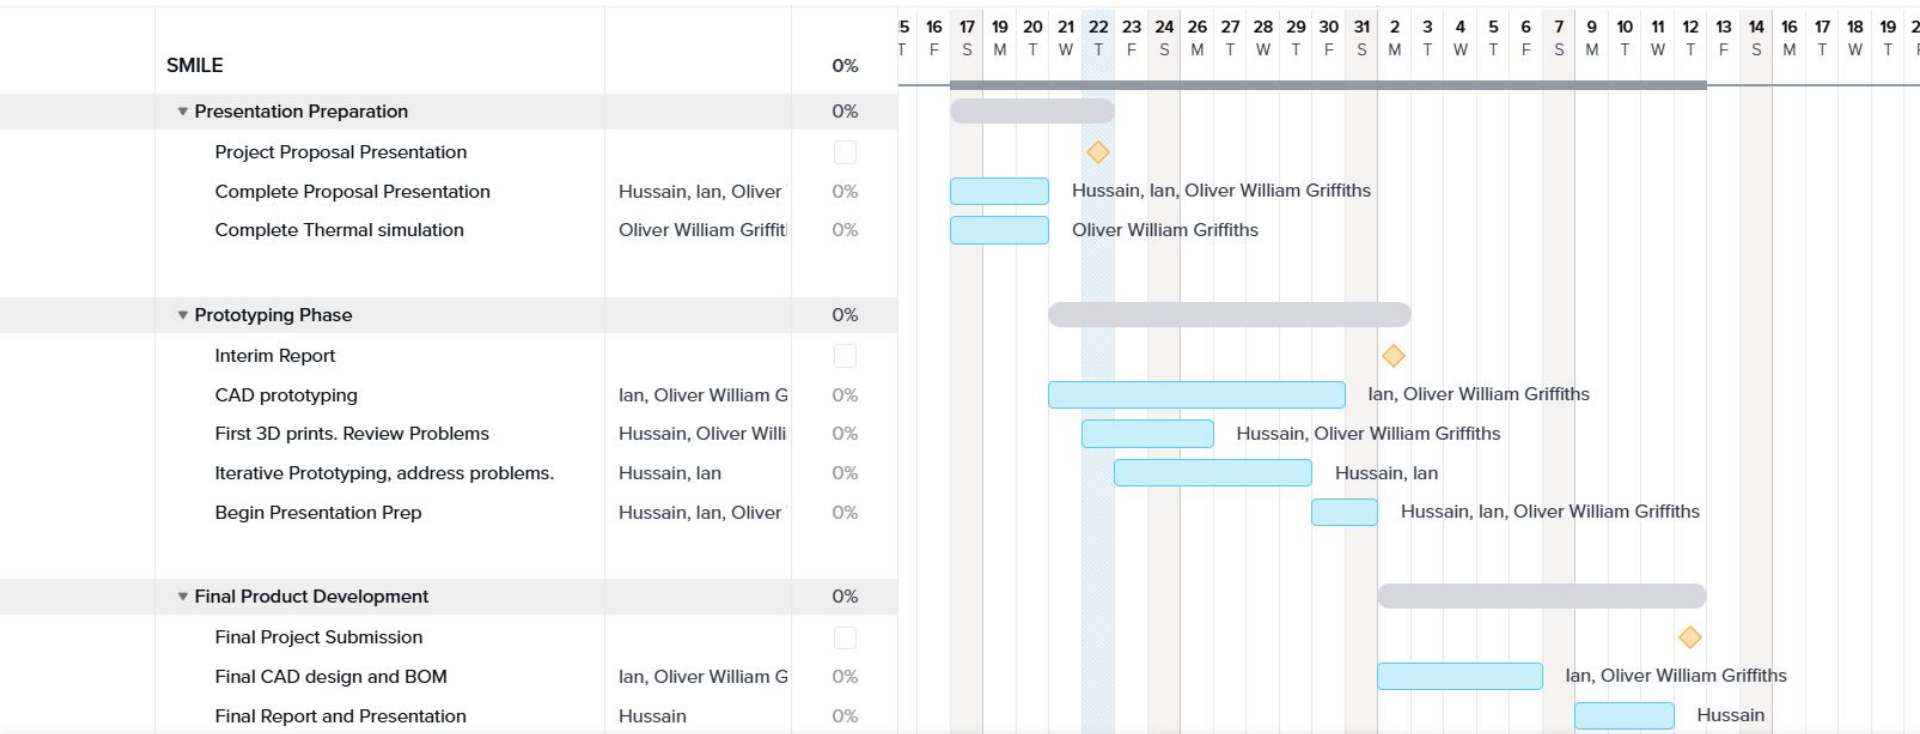 5 16 17 19 20 21 22 23 24 26 27 28 29 30 31 2 3 4 5 6 7 9 10 11 12 13 14 16 17 18 19 2
T F S M T W T F S M T W T F S M T W T F S M T W T F S M T W T F
SMILE 0%
Presentation Preparation 0%
Project Proposal Presentation
Complete Proposal Presentation Hussain, Ian, Oliver 0% Hussain, Ian, Oliver William Griffiths
Complete Thermal simulation Oliver William Griffit 0% Oliver William Griffiths
Prototyping Phase 0%
Interim Report
CAD prototyping Ian, Oliver William G 0% Ian, Oliver William Griffiths
First 3D prints. Review Problems Hussain, Oliver Willi 0% Hussain, Oliver William Griffiths
Iterative Prototyping, address problems. Hussain, Ian 0% Hussain, Ian
Begin Presentation Prep Hussain, Ian, Oliver 0% Hussain, Ian, Oliver William Griffiths
Final Product Development 0%
Final Project Submission
Final CAD design and BOM Ian, Oliver William G 0% Ian, Oliver William Griffiths
Final Report and Presentation Hussain 0% Hussain